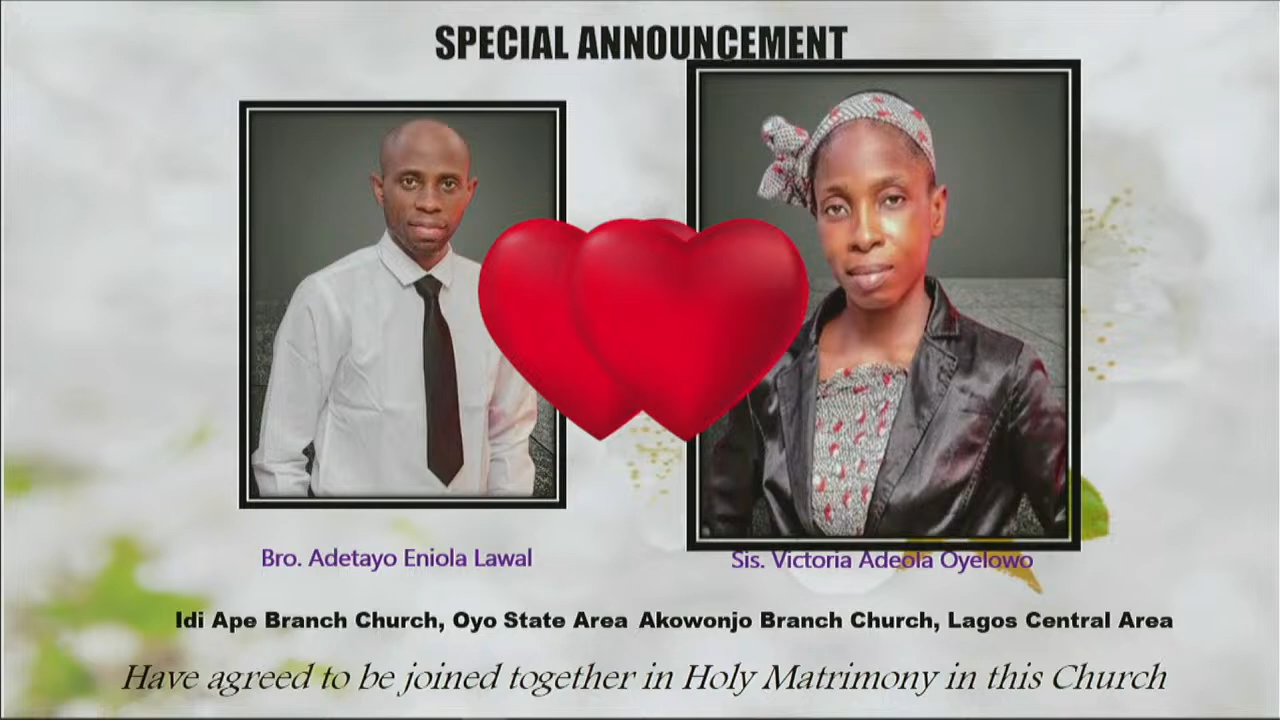 SPECIAL ANNOUNCEMENT
Bro. Adetayo Eniola Lawal
Sis. Victoria Adeola Oyelowo
Idi Ape Branch Church, Oyo State Area
Akowonjo Branch Church, Lagos Central Area
Have agreed to be joined together in Holy Matrimony in this Church